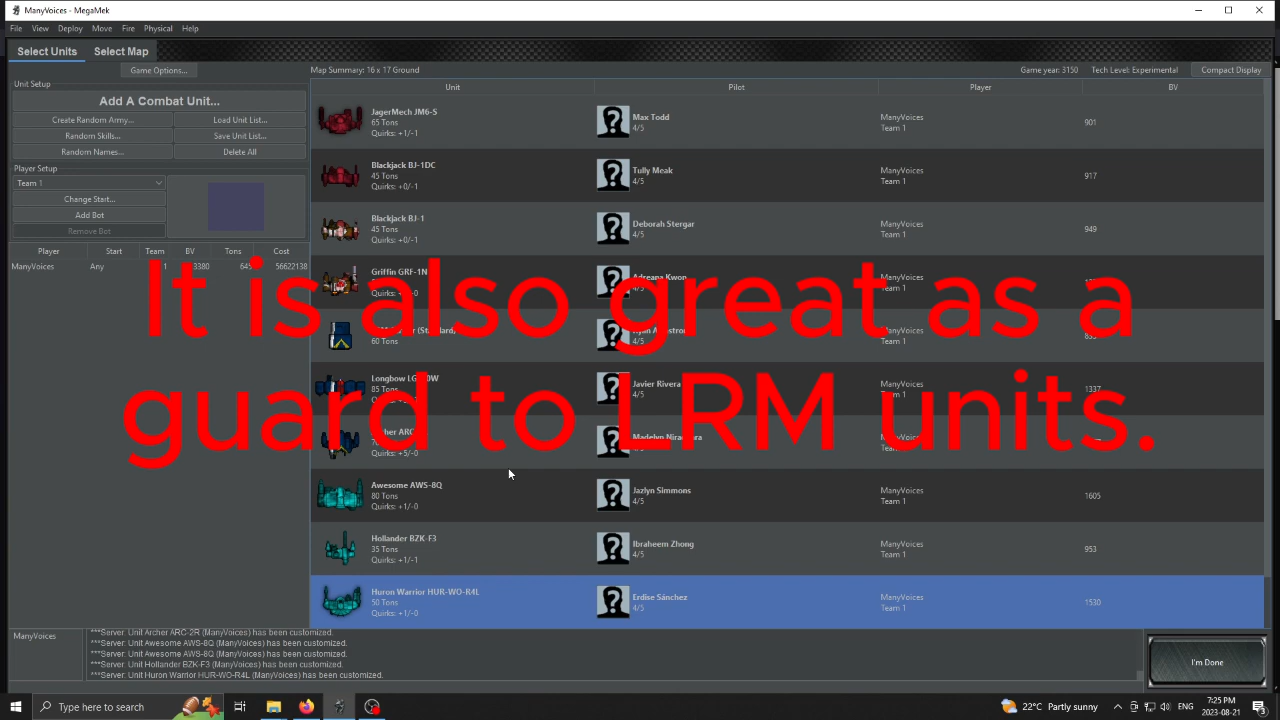 ManyVoices - MegaMek
File View Deploy Move Fire Physical Help
Select Units Select Map
Game Options...
Map Summary: 16 x 17 Ground
Game year: 3150
Tech Level: Experimental
Compact Display
Unit Setup
Add A Combat Unit...
Create Random Army... Load Unit List...
Random Skills... Save Unit List...
Random Names... Delete All
Player Setup
Team 1
Change Start...
Add Bot
Remove Bot
Player Start Team BV Tons Cost
ManyVoices Any 1 56622138
Unit Pilot Player BV
JagerMech JM6-S
65 Tons
Quirks: +1/-1
Max Todd
4/5
ManyVoices
Team 1
901
Blackjack BJ-1DC
45 Tons
Quirks: +0/-1
Tully Meak
4/5
ManyVoices
Team 1
917
Blackjack BJ-1
45 Tons
Quirks: +0/-1
Deborah Stergar
4/5
ManyVoices
Team 1
949
Griffin GRF-1N
Adreana Kwon
60 Tons
Longbow
85 Tons
Javier Rivera
1337
Awesome AWS-8Q
80 Tons
Quirks: +1/-0
Jazlyn Simmons
4/5
ManyVoices
Team 1
1605
Hollander BZK-F3
35 Tons
Quirks: +1/-1
Ibraheem Zhong
4/5
ManyVoices
Team 1
953
Huron Warrior HUR-WO-R4L
50 Tons
Quirks: +1/-0
Erdise Sánchez
4/5
ManyVoices
Team 1
1530
It is also great as a
guard to LRM units.
ManyVoices
***Server: Unit Archer ARC-2R (ManyVoices) has been customized.
***Server: Unit Awesome AWS-8Q (ManyVoices) has been customized.
***Server: Unit Awesome AWS-8Q (ManyVoices) has been customized.
***Server: Unit Hollander BZK-F3 (ManyVoices) has been customized.
***Server: Unit Huron Warrior HUR-WO-R4L (ManyVoices) has been customized.
I'm Done
Type here to search
22°C Partly sunny
ENG
7:25 PM
2023-08-21